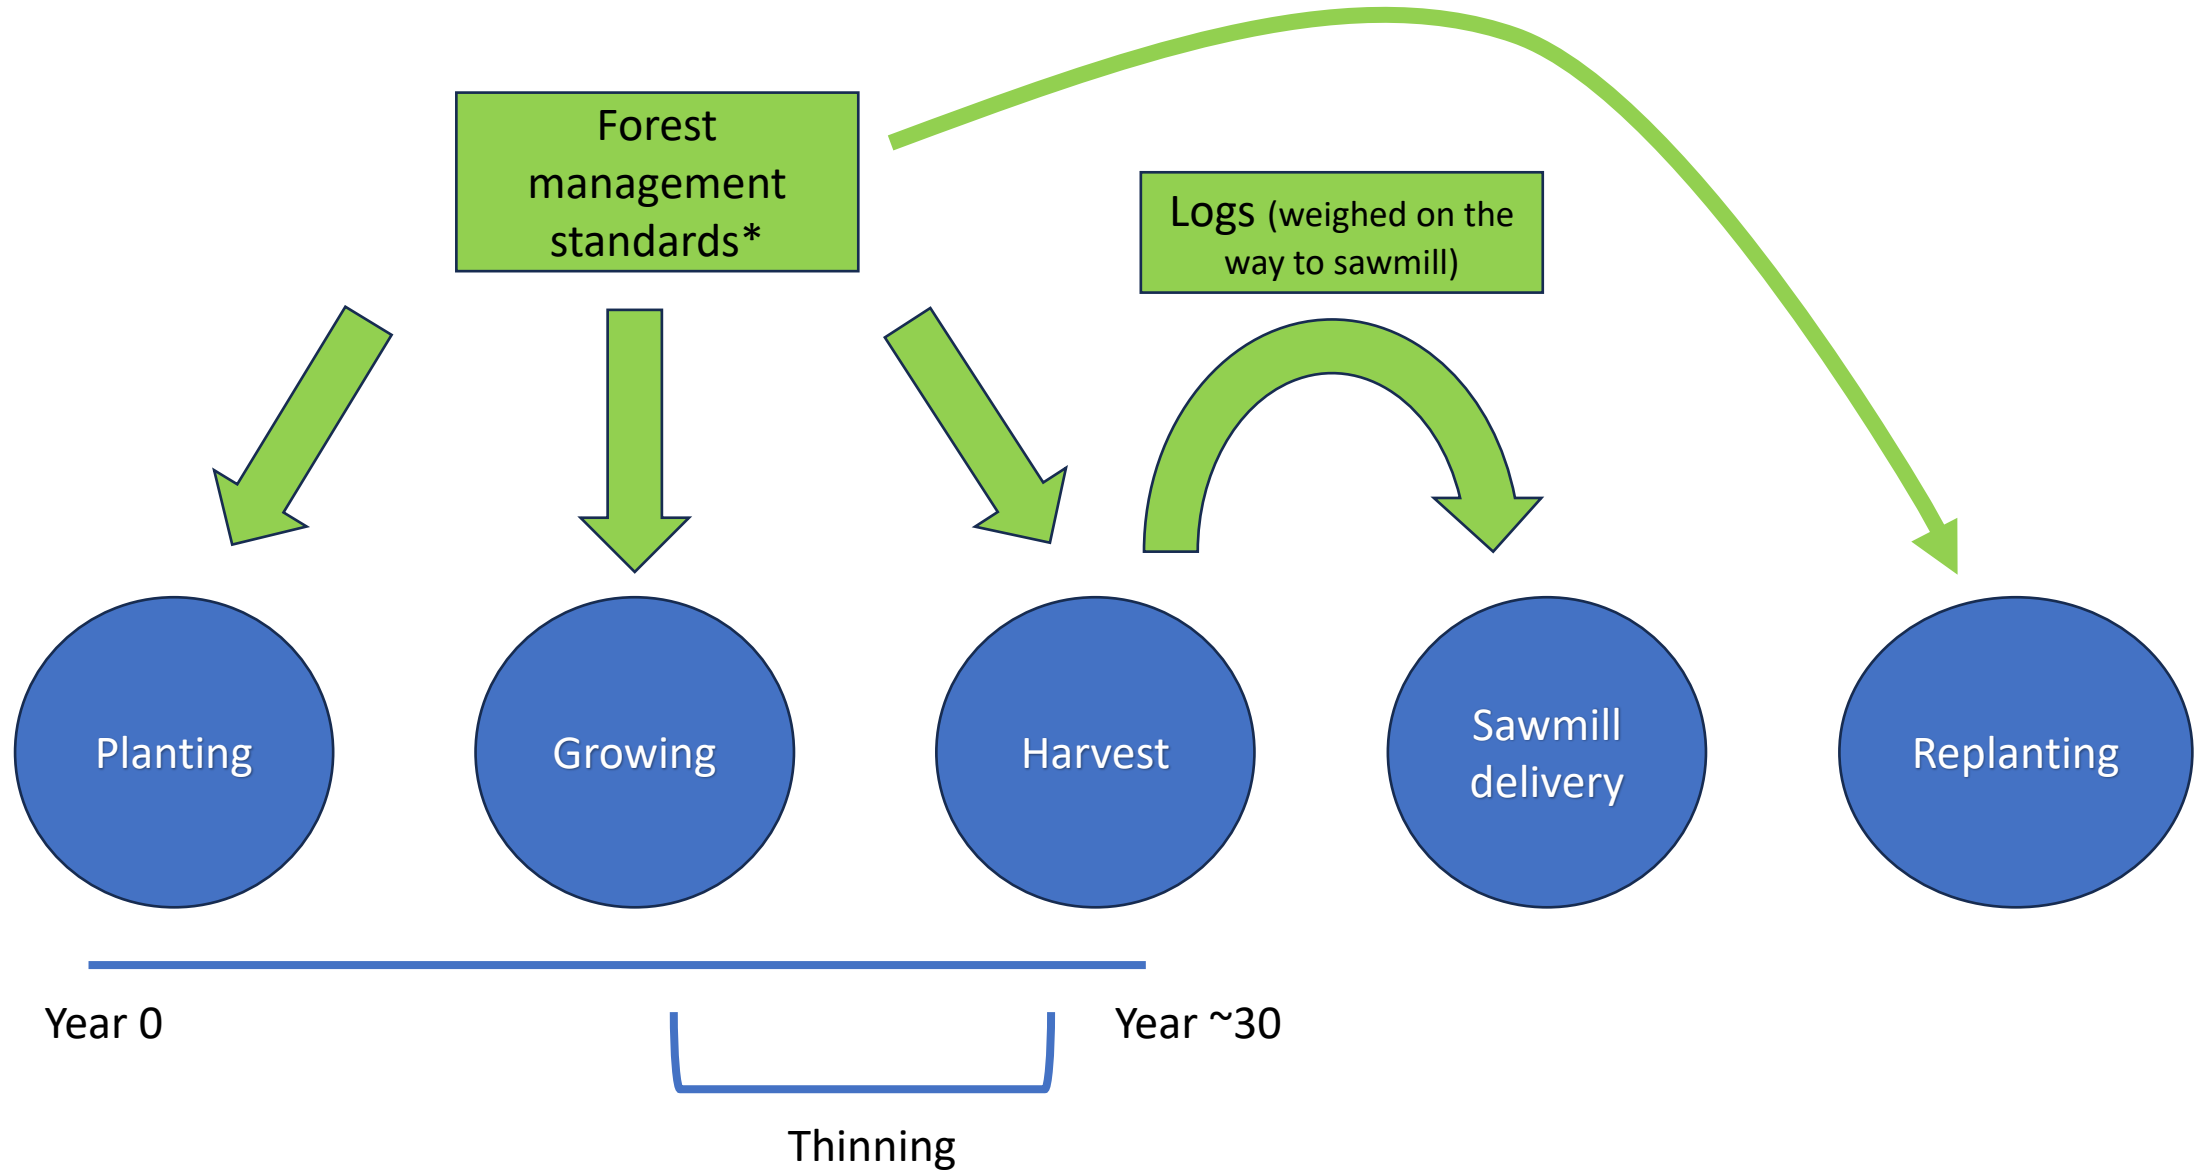 Forest
management
standards*
Logs (weighed on the
way to sawmill)
Planting
Growing
Harvest
Sawmill
delivery
Replanting
Year 0
Year ~30
Thinning